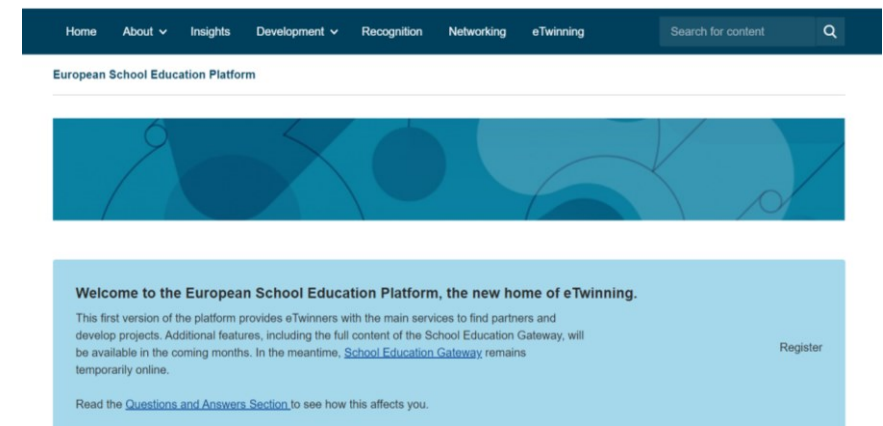 Home About Insights Development Recognition Networking eTwinning Search for content
European School Education Platform
Welcome to the European School Education Platform, the new home of eTwinning.
This first version of the platform provides eTwinners with the main services to find partners and
develop projects. Additional features, including the full content of the School Education Gateway, will
be available in the coming months. In the meantime, School Education Gateway remains
temporarily online.
Register
Read the Questions and Answers Section to see how this affects you.